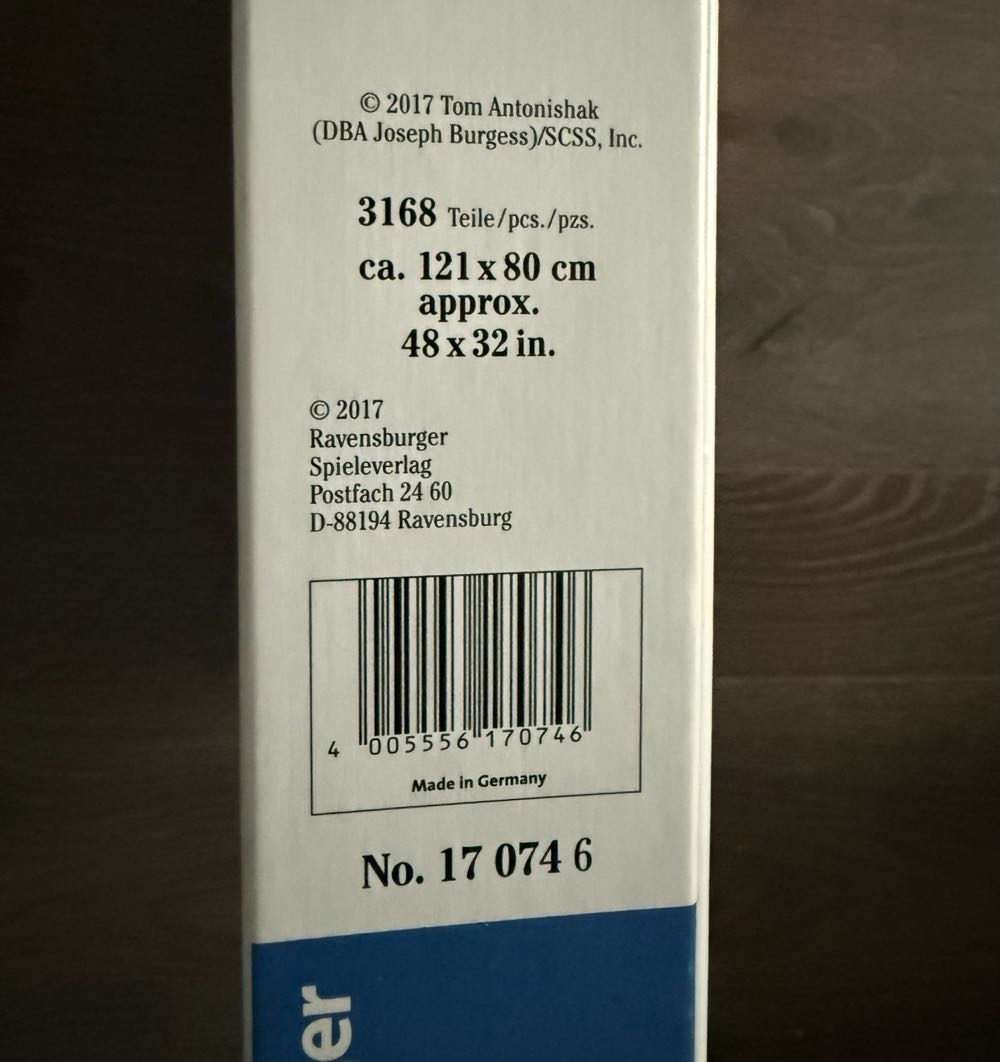 © 2017 Tom Antonishak
(DBA Joseph Burgess)/SCSS, Inc.
3168 Teile/pcs./pzs.
ca. 121 x 80 cm
approx.
48 x 32 in.
© 2017
Ravensburger
Spieleverlag
Postfach 24 60
D-88194 Ravensburg
4 005556 170746
Made in Germany
No. 17 074 6
er